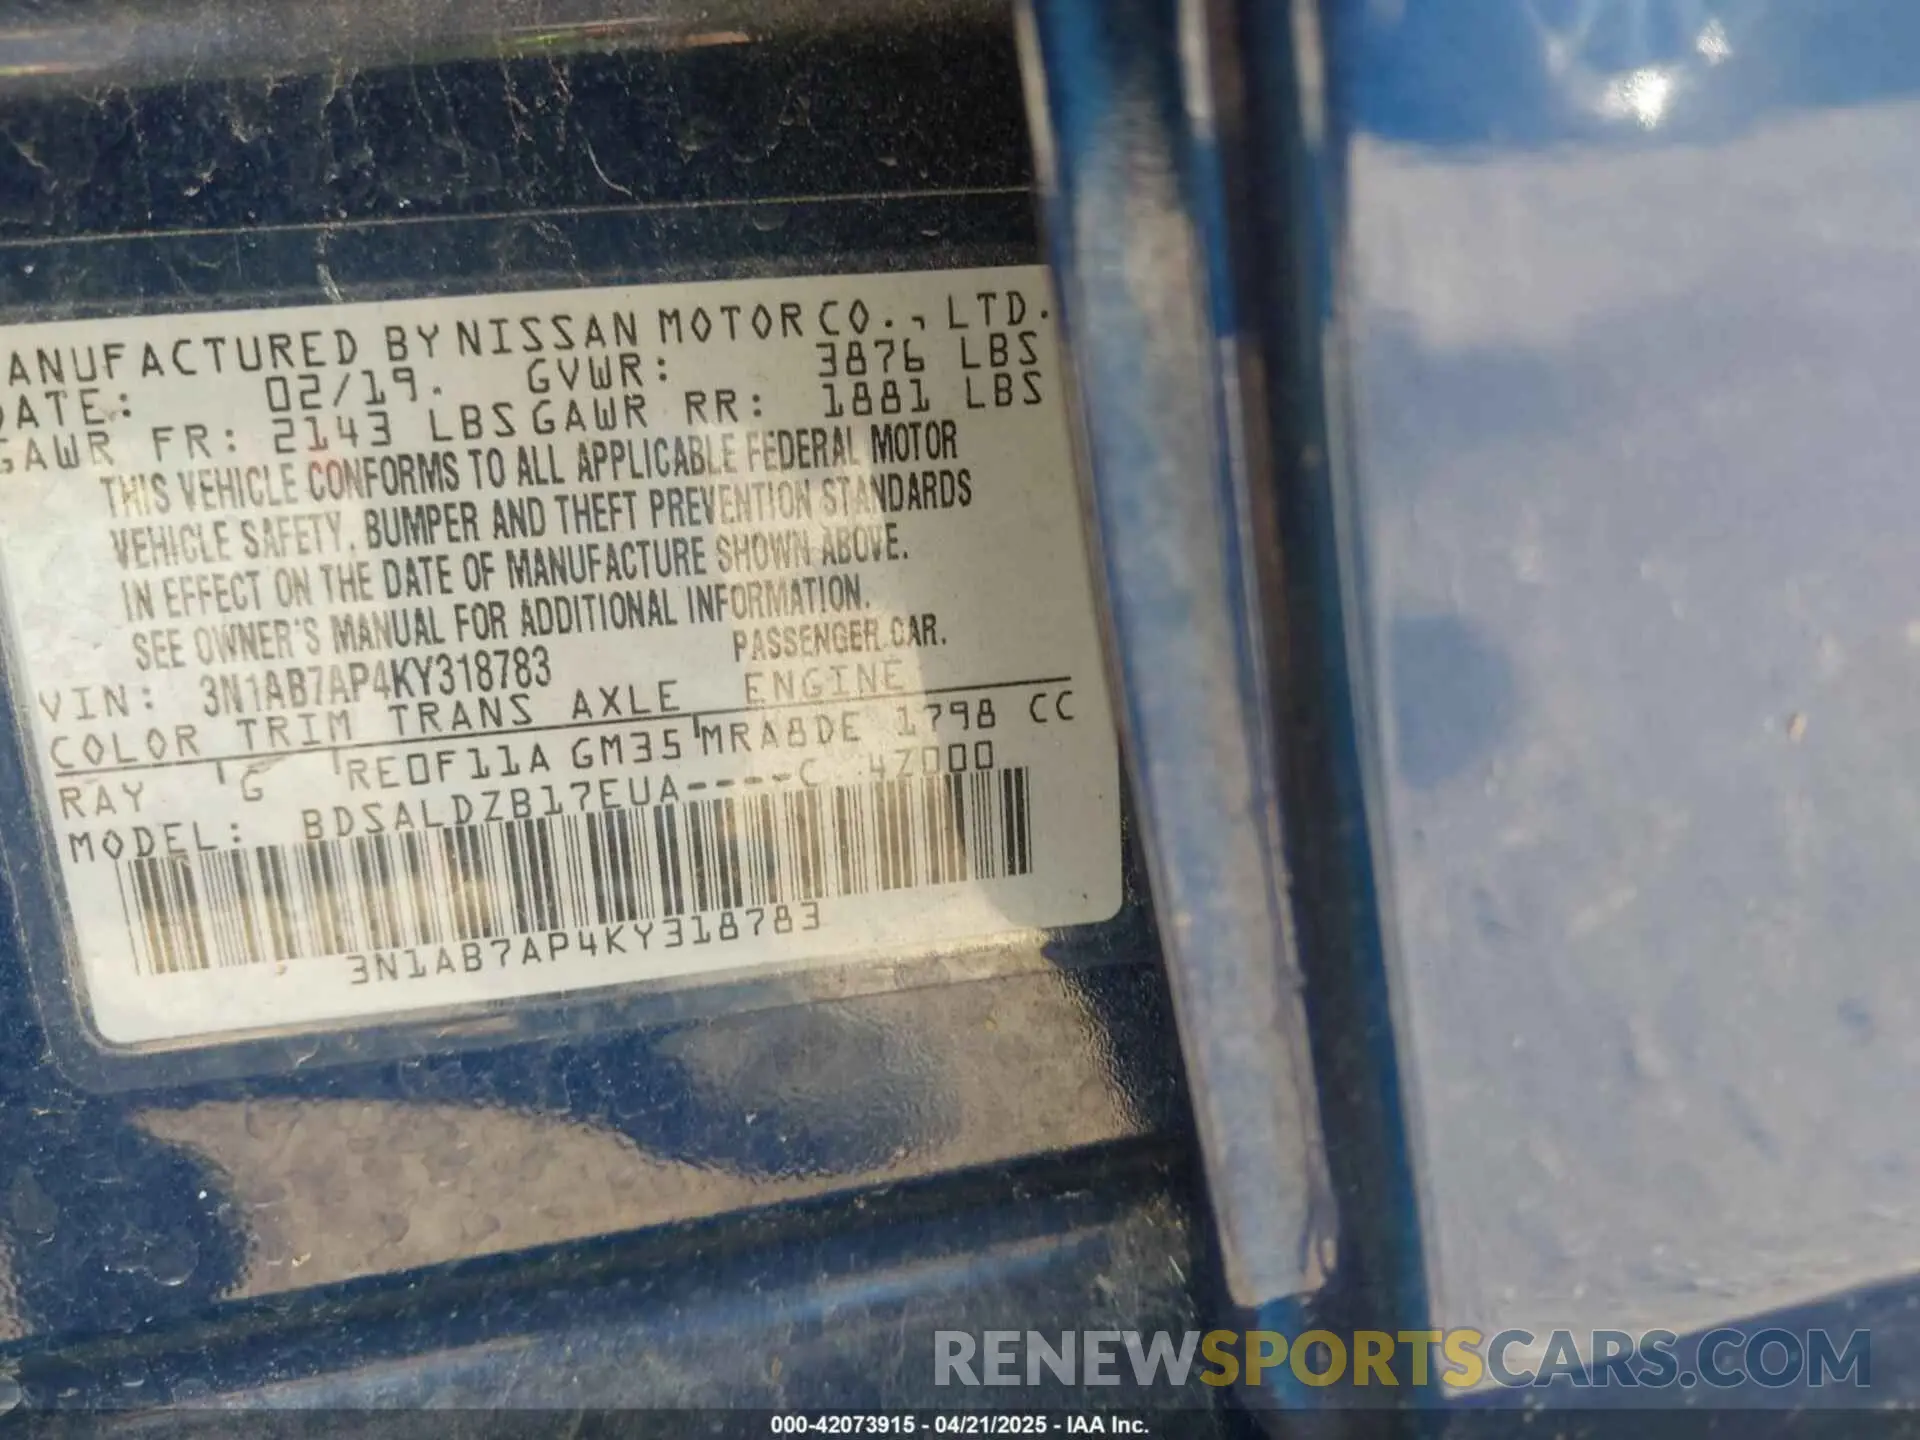 ANUFACTURED BY NISSAN MOTOR CO., LTD.
DATE: 02/19. GVWR: 3876 LBS
GAWR FR: 2143 LBS GAWR RR: 1881 LBS
THIS VEHICLE CONFORMS TO ALL APPLICABLE FEDERAL MOTOR
VEHICLE SAFETY, BUMPER AND THEFT PREVENTION STANDARDS
IN EFFECT ON THE DATE OF MANUFACTURE SHOWN ABOVE.
SEE OWNER'S MANUAL FOR ADDITIONAL INFORMATION.
VIN: 3N1AB7AP4KY318783 PASSENGER CAR.
COLOR TRIM TRANS AXLE ENGINE
RAY G RE0F11A GM35 MRA8DE 1798 CC
MODEL: BDSALDZB17EUA----C 47000
3N1AB7AP4KY318783
RENEWSPORTSCARS.COM
000-42073915 - 04/21/2025 - IAA Inc.